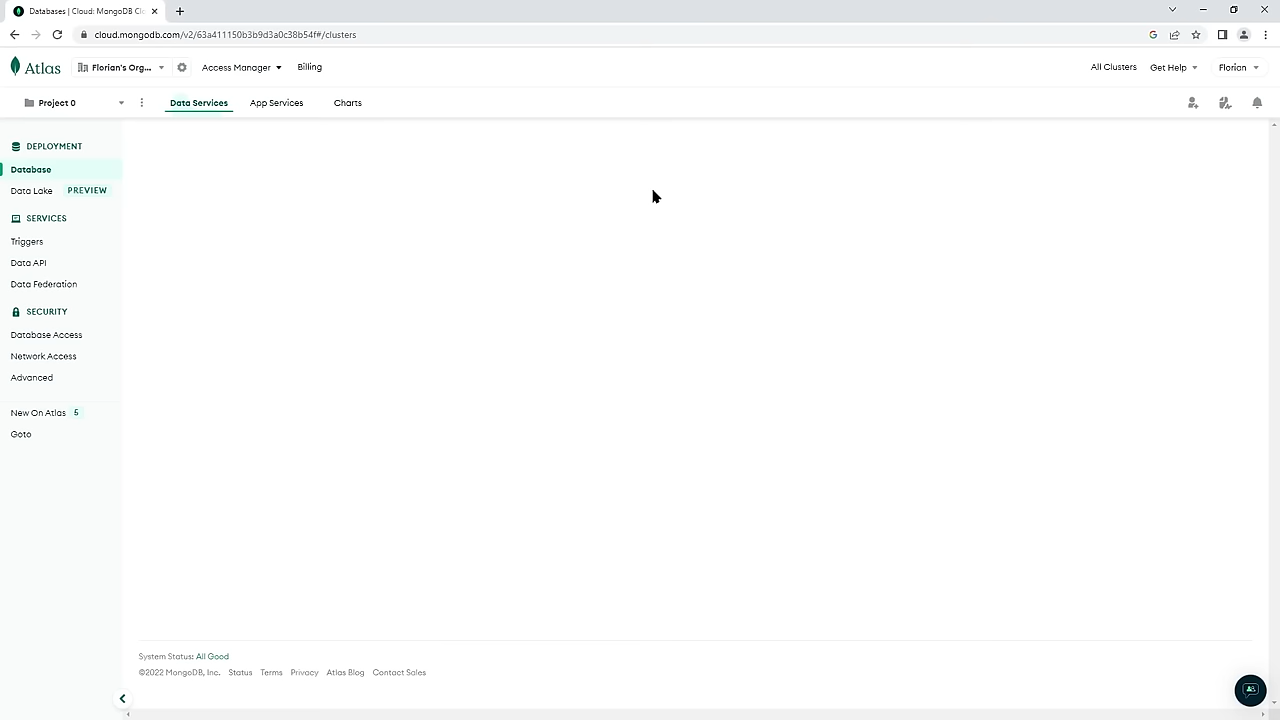 Databases | Cloud: MongoDB Cl
cloud.mongodb.com/v2/63a411150b3b9d3a0c38b54f#/clusters
Atlas Florian's Org... Access Manager Billing All Clusters Get Help Florian
Project 0 Data Services App Services Charts
DEPLOYMENT
Database
Data Lake PREVIEW
SERVICES
Triggers
Data API
Data Federation
SECURITY
Database Access
Network Access
Advanced
New On Atlas 5
Goto
System Status: All Good
©2022 MongoDB, Inc. Status Terms Privacy Atlas Blog Contact Sales